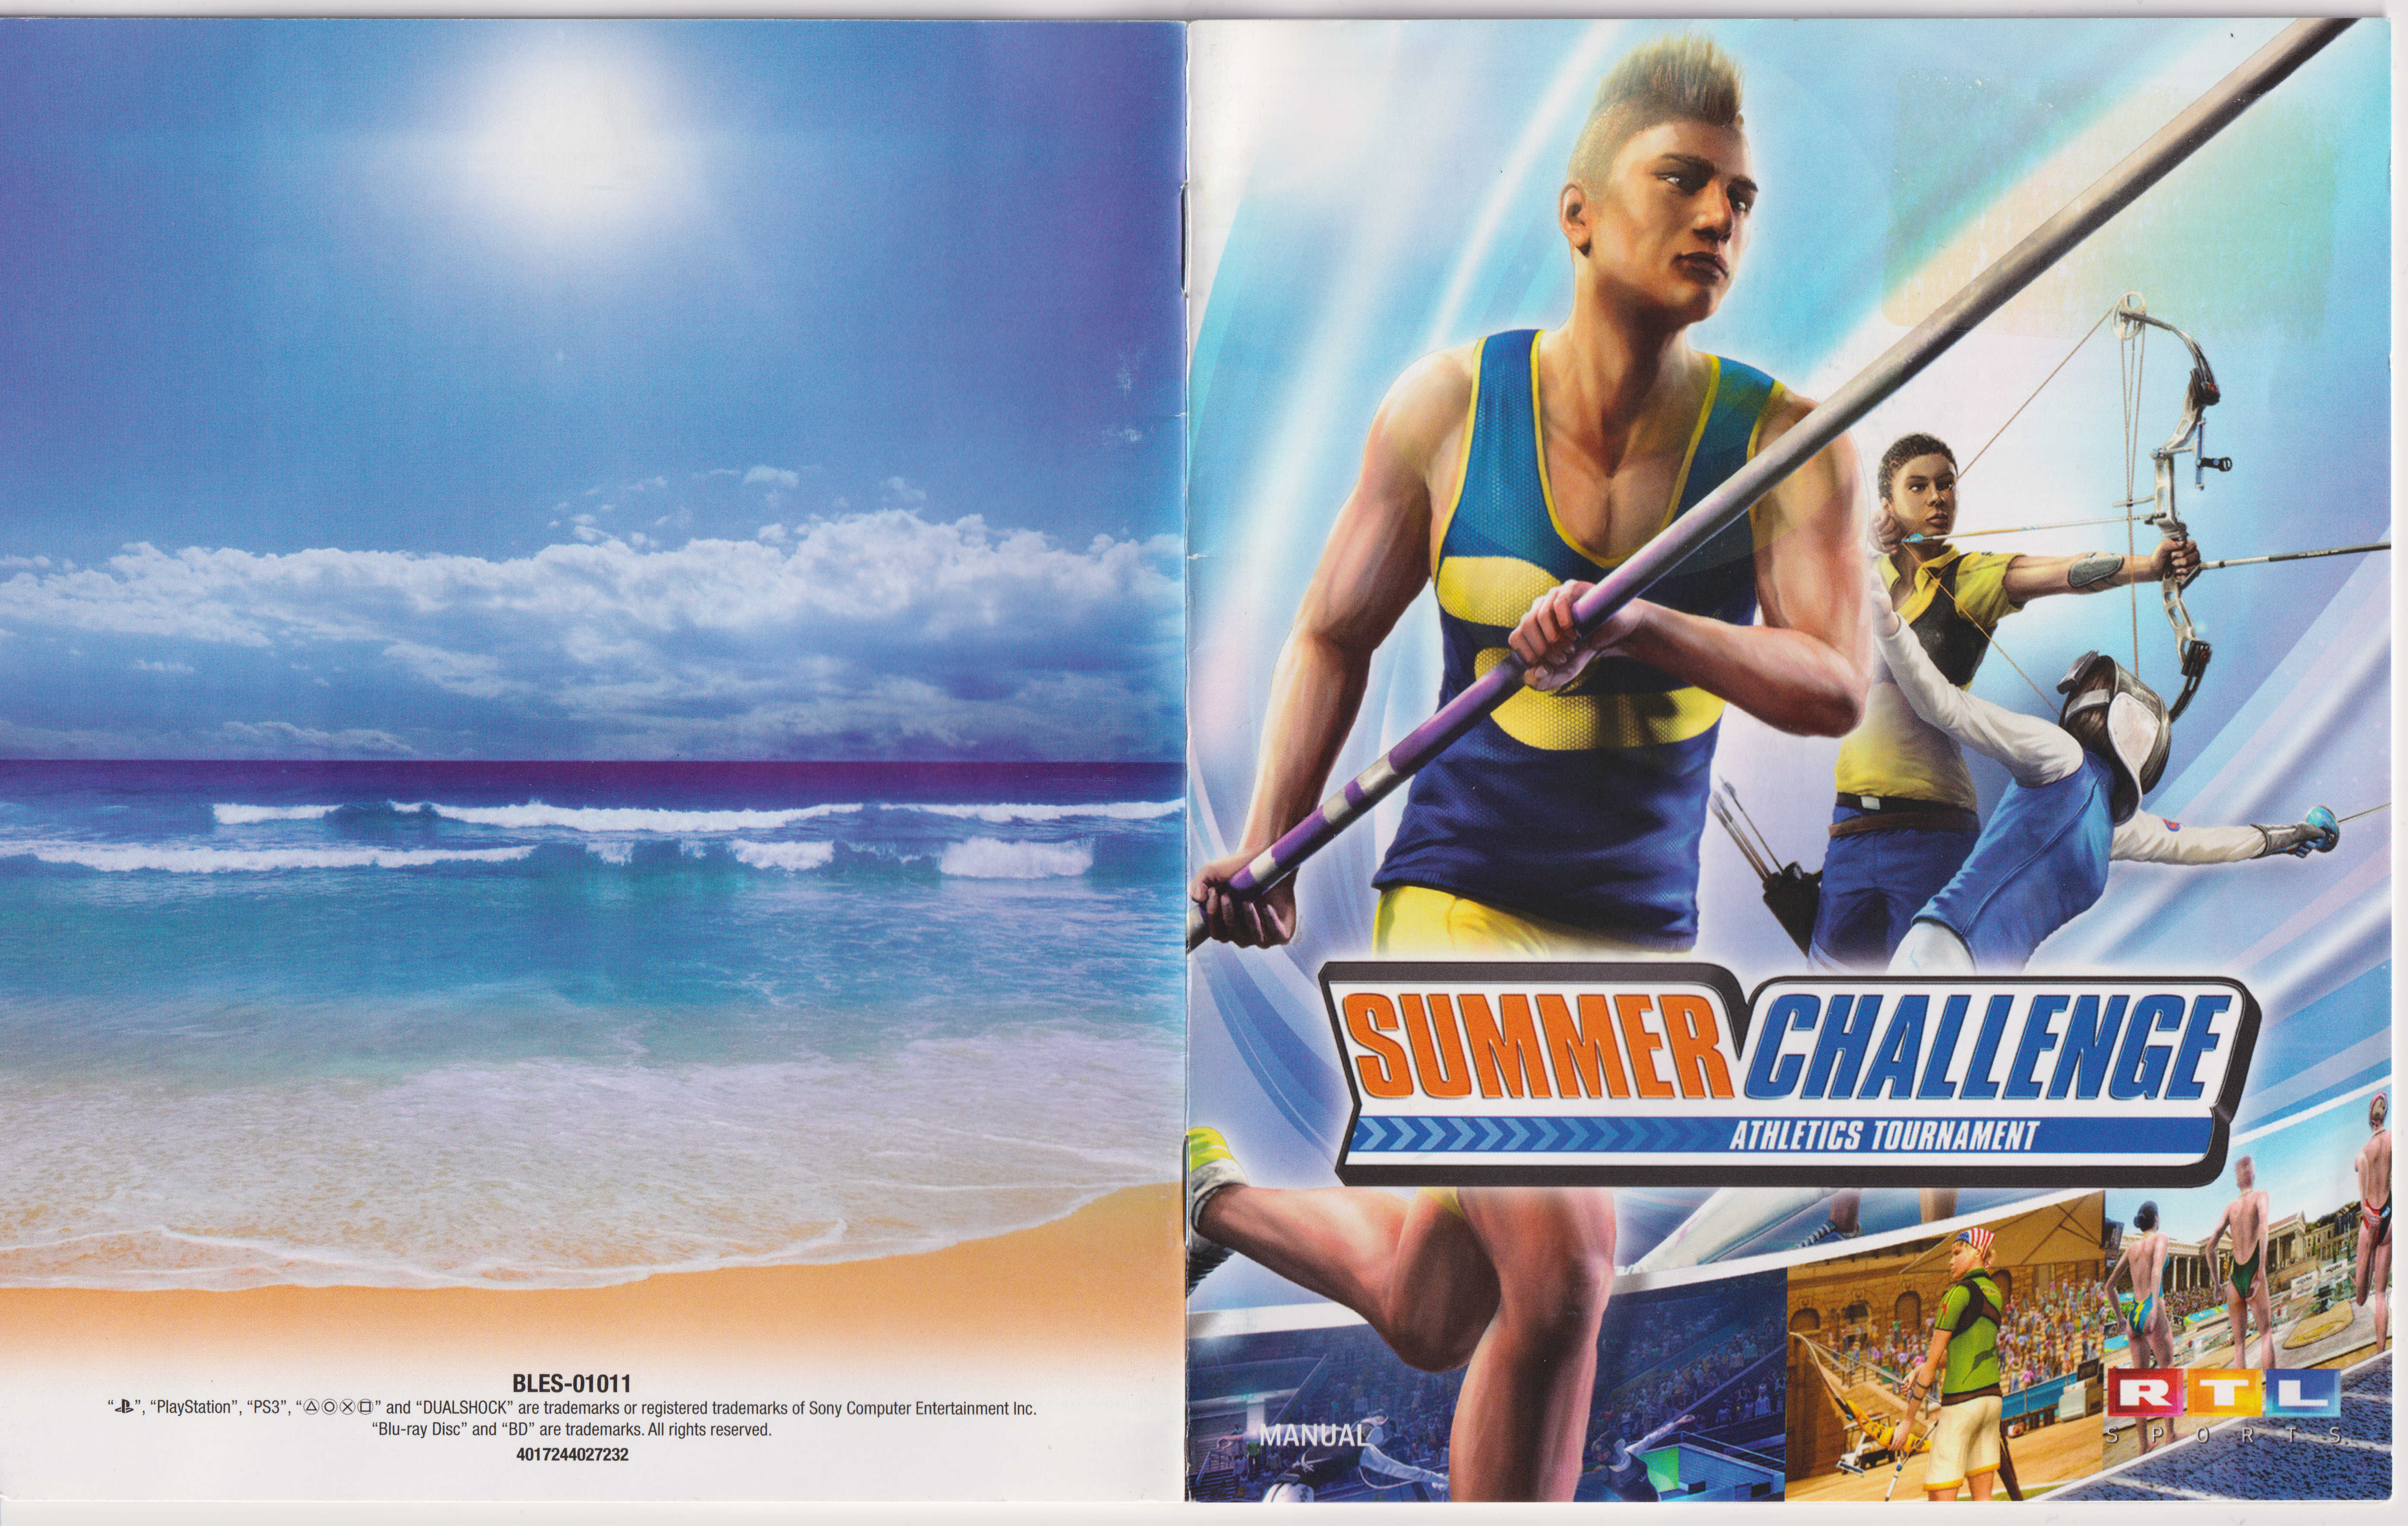 BLES-01011
“”, “PlayStation”, “PS3”, “△○✕□” and “DUALSHOCK” are trademarks or registered trademarks of Sony Computer Entertainment Inc.
“Blu-ray Disc” and “BD” are trademarks. All rights reserved.
4017244027232
SUMMER CHALLENGE
ATHLETICS TOURNAMENT
MANUAL
RTL
SPORTS